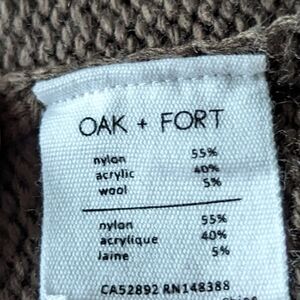 OAK + FORT
nylon 55%
acrylic 40%
wool 5%
nylon 55%
acrylique 40%
laine 5%
CA52892 RN148388